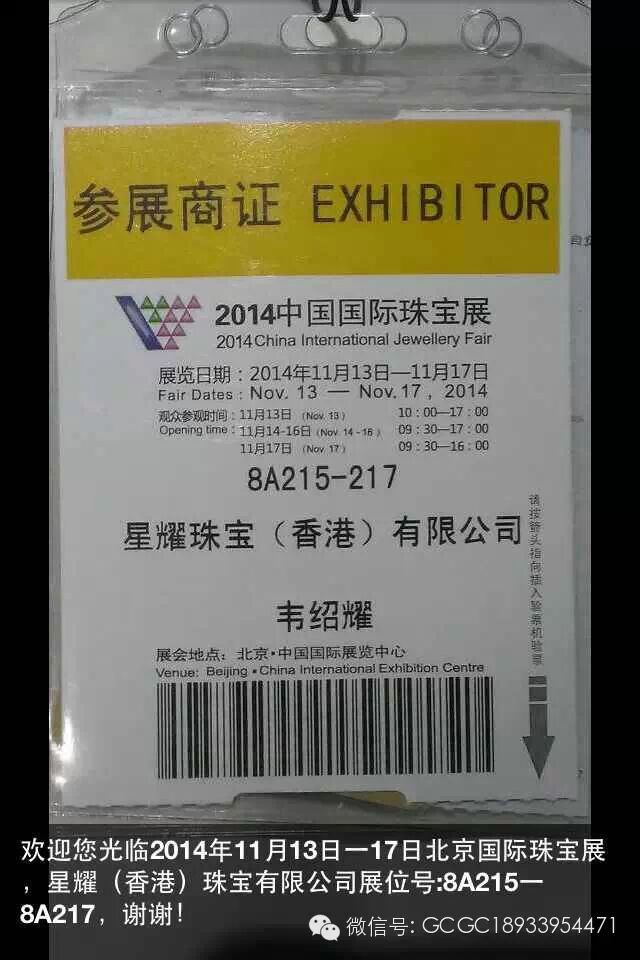 参展商证 EXHIBITOR
2014中国国际珠宝展
2014 China International Jewellery Fair
展览日期：2014年11月13日—11月17日
Fair Dates：Nov. 13 — Nov.17，2014
观众参观时间：11月13日（Nov. 13） 10：00—17：00
Opening time：11月14-16日（Nov. 14－16） 09：30—17：00
11月17日（Nov. 17） 09：30—16：00
8A215-217
星耀珠宝（香港）有限公司
韦绍耀
展会地点：北京·中国国际展览中心
Venue: Beijing · China International Exhibition Centre
请按箭头指向插入验票机验票
欢迎您光临2014年11月13日一17日北京国际珠宝展
，星耀（香港）珠宝有限公司展位号:8A215一
8A217，谢谢！
微信号: GCGC18933954471